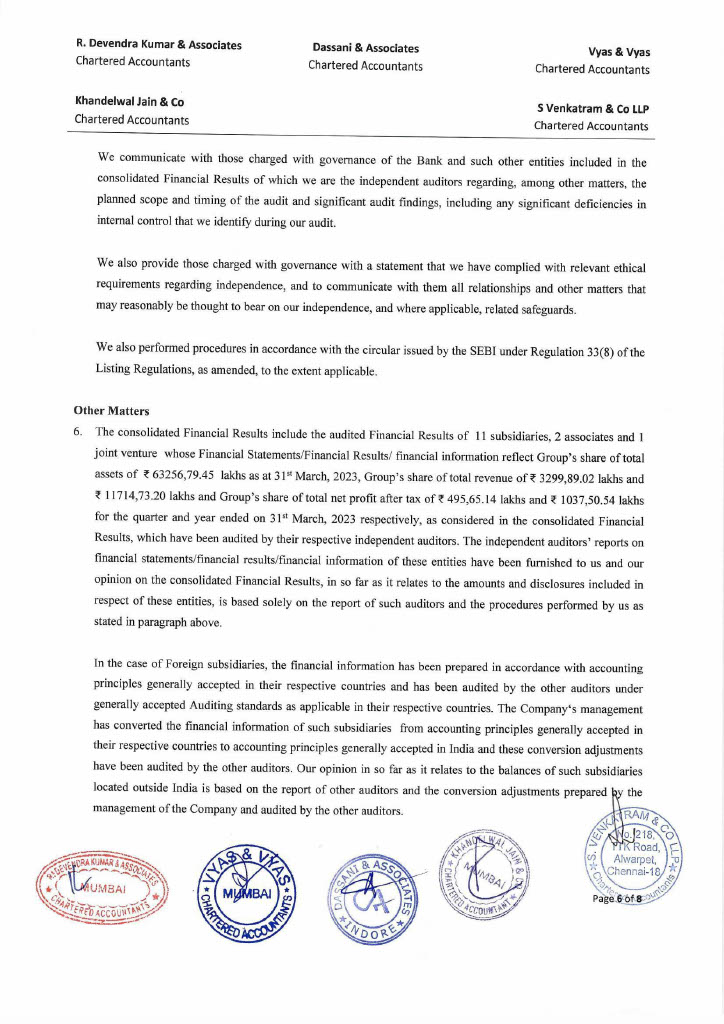 R. Devendra Kumar & Associates
Chartered Accountants
Dassani & Associates
Chartered Accountants
Vyas & Vyas
Chartered Accountants
Khandelwal Jain & Co
Chartered Accountants
S Venkatram & Co LLP
Chartered Accountants
We communicate with those charged with governance of the Bank and such other entities included in the
consolidated Financial Results of which we are the independent auditors regarding, among other matters, the
planned scope and timing of the audit and significant audit findings, including any significant deficiencies in
internal control that we identify during our audit.
We also provide those charged with governance with a statement that we have complied with relevant ethical
requirements regarding independence, and to communicate with them all relationships and other matters that
may reasonably be thought to bear on our independence, and where applicable, related safeguards.
We also performed procedures in accordance with the circular issued by the SEBI under Regulation 33(8) of the
Listing Regulations, as amended, to the extent applicable.
Other Matters
6. The consolidated Financial Results include the audited Financial Results of 11 subsidiaries, 2 associates and 1
joint venture whose Financial Statements/Financial Results/ financial information reflect Group's share of total
assets of ₹ 63256,79.45 lakhs as at 31st March, 2023, Group's share of total revenue of ₹ 3299,89.02 lakhs and
₹ 11714,73.20 lakhs and Group's share of total net profit after tax of ₹ 495,65.14 lakhs and ₹ 1037,50.54 lakhs
for the quarter and year ended on 31st March, 2023 respectively, as considered in the consolidated Financial
Results, which have been audited by their respective independent auditors. The independent auditors' reports on
financial statements/financial results/financial information of these entities have been furnished to us and our
opinion on the consolidated Financial Results, in so far as it relates to the amounts and disclosures included in
respect of these entities, is based solely on the report of such auditors and the procedures performed by us as
stated in paragraph above.
In the case of Foreign subsidiaries, the financial information has been prepared in accordance with accounting
principles generally accepted in their respective countries and has been audited by the other auditors under
generally accepted Auditing standards as applicable in their respective countries. The Company's management
has converted the financial information of such subsidiaries from accounting principles generally accepted in
their respective countries to accounting principles generally accepted in India and these conversion adjustments
have been audited by the other auditors. Our opinion in so far as it relates to the balances of such subsidiaries
located outside India is based on the report of other auditors and the conversion adjustments prepared by the
management of the Company and audited by the other auditors.
R. DEVENDRA KUMAR & ASSOCIATES
MUMBAI
CHARTERED ACCOUNTANTS
VYAS & VYAS
MUMBAI
CHARTERED ACCOUNTANTS
DASSANI & ASSOCIATES
CA
INDORE
KHANDELWAL JAIN & CO
MUMBAI
CHARTERED ACCOUNTANTS
S. VENKATRAM & CO LLP
No. 218,
TTK Road,
Alwarpet,
Chennai-18
Chartered Accountants
Page 6 of 8